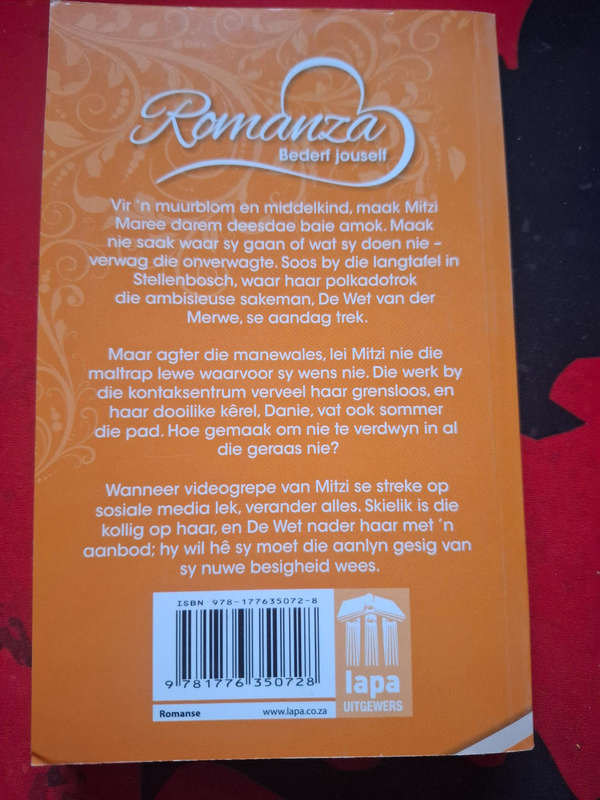 Romanza
Bederf jouself
Vir 'n muurblom en middelkind, maak Mitzi
Maree darem deesdae baie amok. Maak
nie saak waar sy gaan of wat sy doen nie –
verwag die onverwagte. Soos by die langtafel in
Stellenbosch, waar haar polkadotrok
die ambisieuse sakeman, De Wet van der
Merwe, se aandag trek.
Maar agter die manewales, lei Mitzi nie die
maltrap lewe waarvoor sy wens nie. Die werk by
die kontaksentrum verveel haar grensloos, en
haar dooilike kêrel, Danie, vat ook sommer
die pad. Hoe gemaak om nie te verdwyn in al
die geraas nie?
Wanneer videogrepe van Mitzi se streke op
sosiale media lek, verander alles. Skielik is die
kollig op haar, en De Wet nader haar met 'n
aanbod; hy wil hê sy moet die aanlyn gesig van
sy nuwe besigheid wees.
ISBN 978-177635072-8
9 781776 350728
Romanse www.lapa.co.za
lapa
UITGEWERS